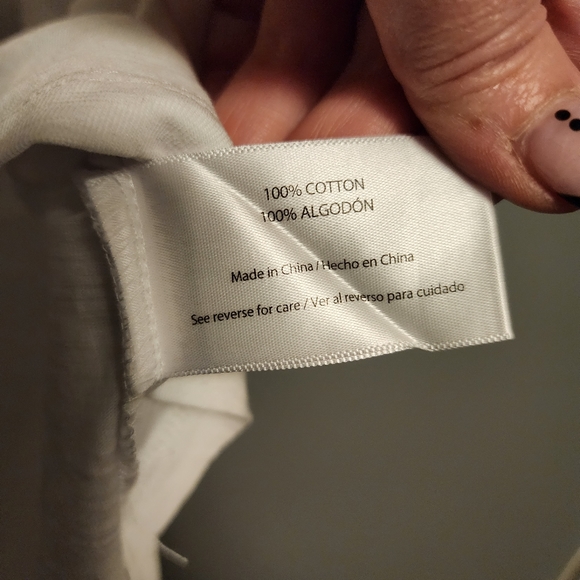 100% COTTON
100% ALGODÓN
Made in China / Hecho en China
See reverse for care / Ver al reverso para cuidado